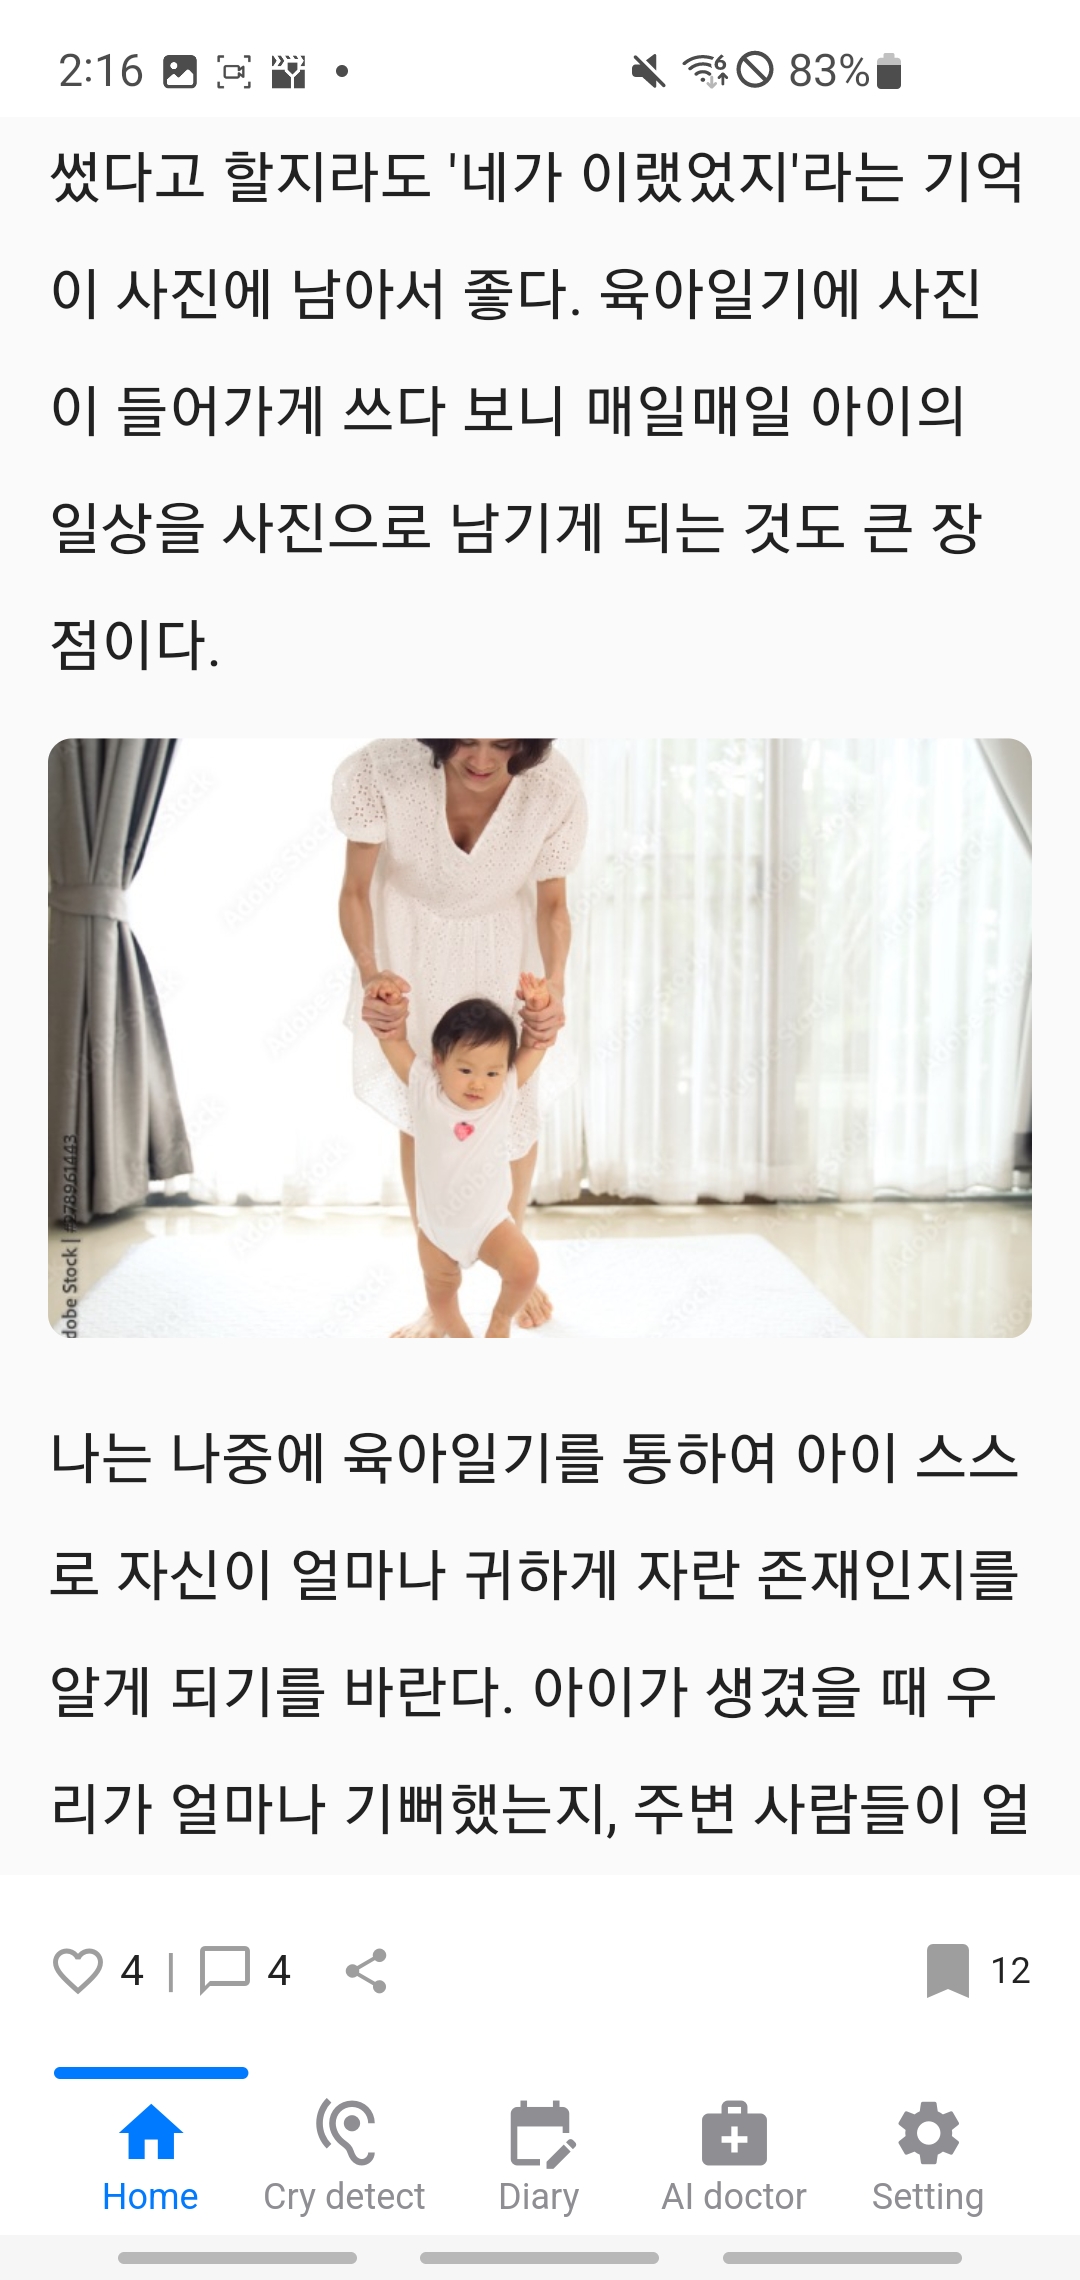 2:16
83%
썼다고 할지라도 '네가 이랬었지'라는 기억
이 사진에 남아서 좋다. 육아일기에 사진
이 들어가게 쓰다 보니 매일매일 아이의
일상을 사진으로 남기게 되는 것도 큰 장
점이다.
Adobe Stock
dobe Stock | #278961443
나는 나중에 육아일기를 통하여 아이 스스
로 자신이 얼마나 귀하게 자란 존재인지를
알게 되기를 바란다. 아이가 생겼을 때 우
리가 얼마나 기뻐했는지, 주변 사람들이 얼
4 | 4
12
Home
Cry detect
Diary
AI doctor
Setting